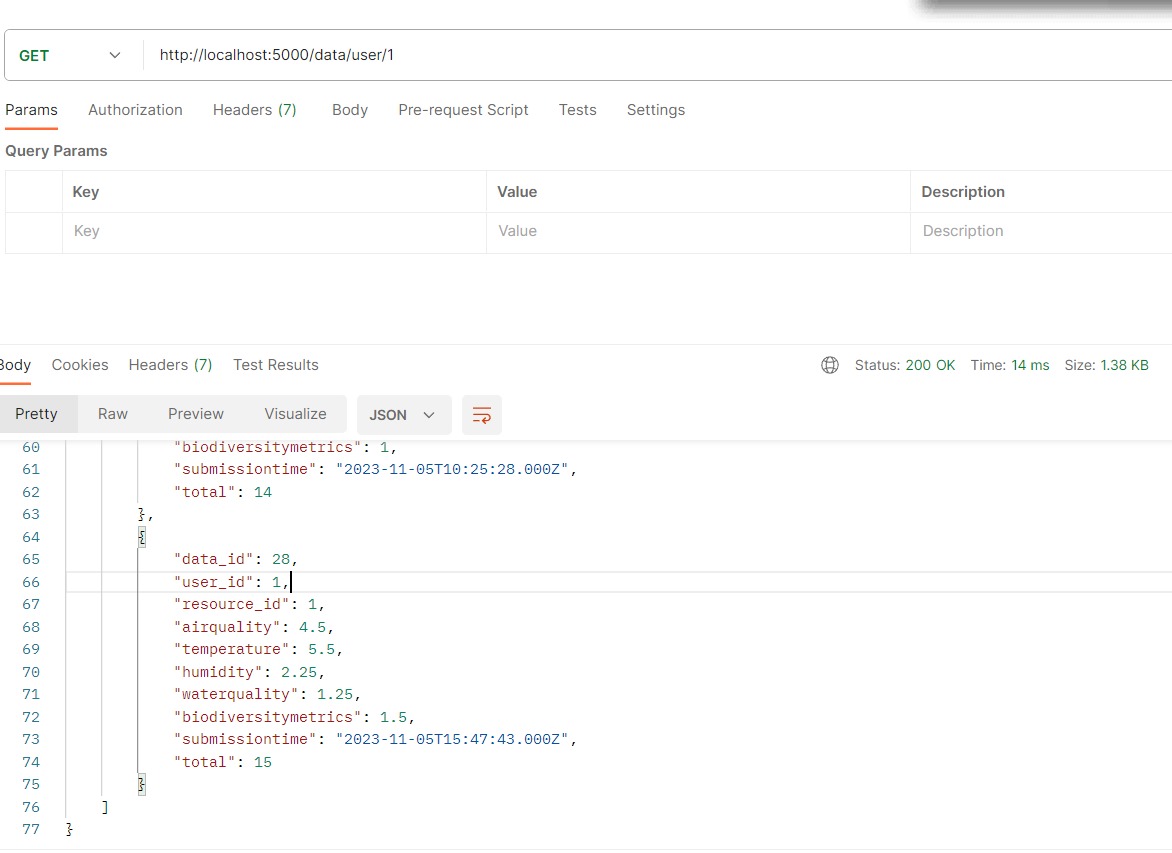 GET http://localhost:5000/data/user/1
Params Authorization Headers (7) Body Pre-request Script Tests Settings
Query Params
Key Value Description
Key Value Description
Body Cookies Headers (7) Test Results Status: 200 OK Time: 14 ms Size: 1.38 KB
Pretty Raw Preview Visualize JSON
60 "biodiversitymetrics": 1,
61 "submissiontime": "2023-11-05T10:25:28.000Z",
62 "total": 14
63 },
64 {
65 "data_id": 28,
66 "user_id": 1,
67 "resource_id": 1,
68 "airquality": 4.5,
69 "temperature": 5.5,
70 "humidity": 2.25,
71 "waterquality": 1.25,
72 "biodiversitymetrics": 1.5,
73 "submissiontime": "2023-11-05T15:47:43.000Z",
74 "total": 15
75 }
76 ]
77 }